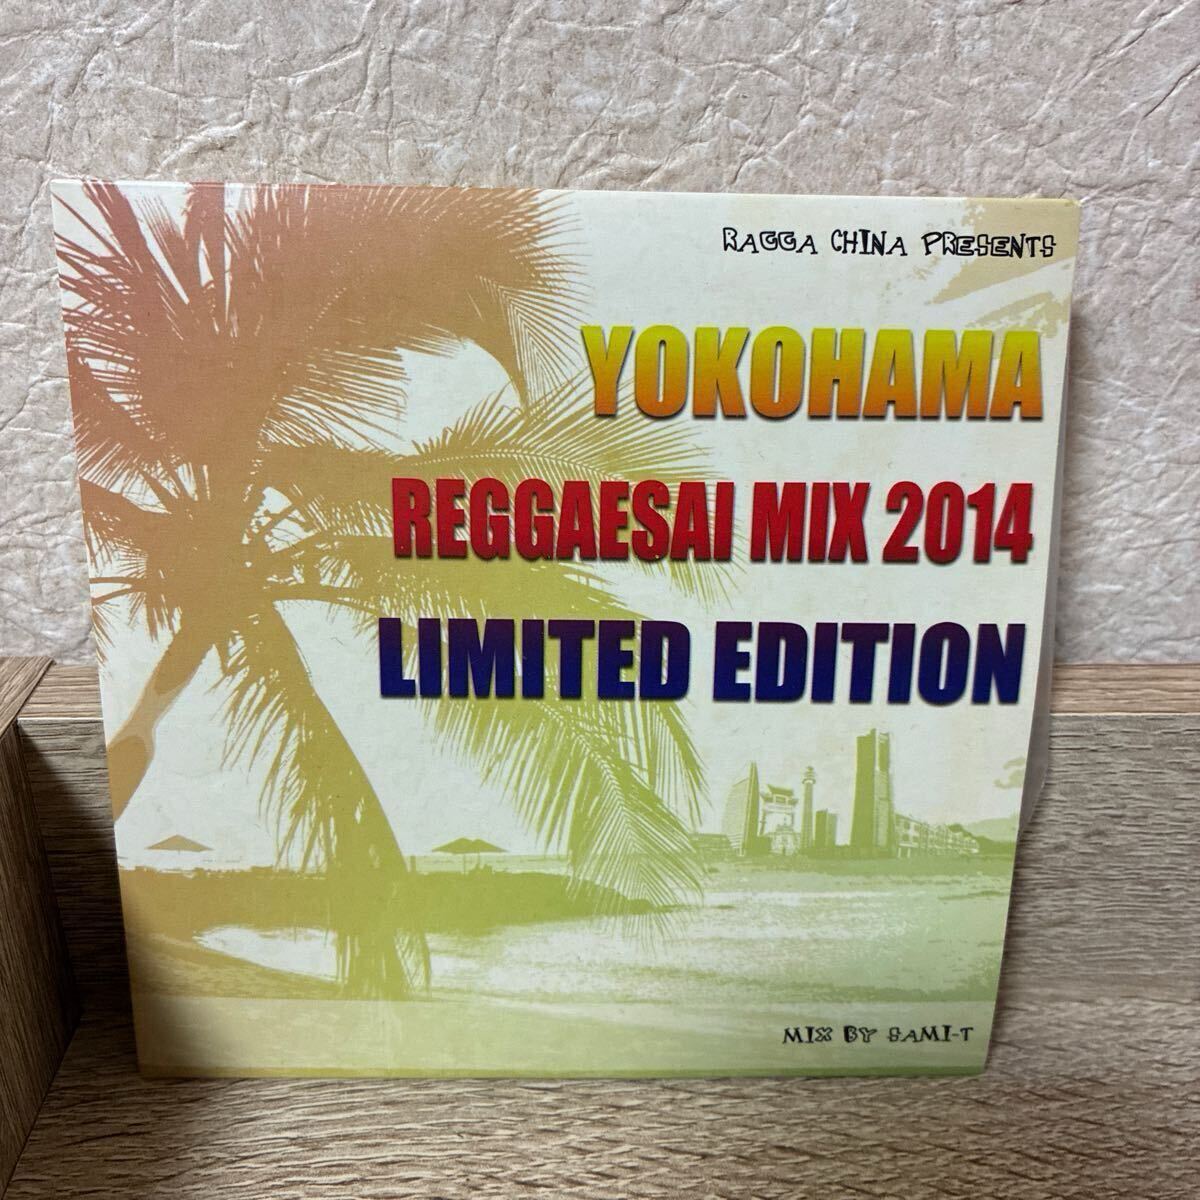 RAGGA CHINA PRESENTS
YOKOHAMA
REGGAESAI MIX 2014
LIMITED EDITION
MIX BY SAMI-T